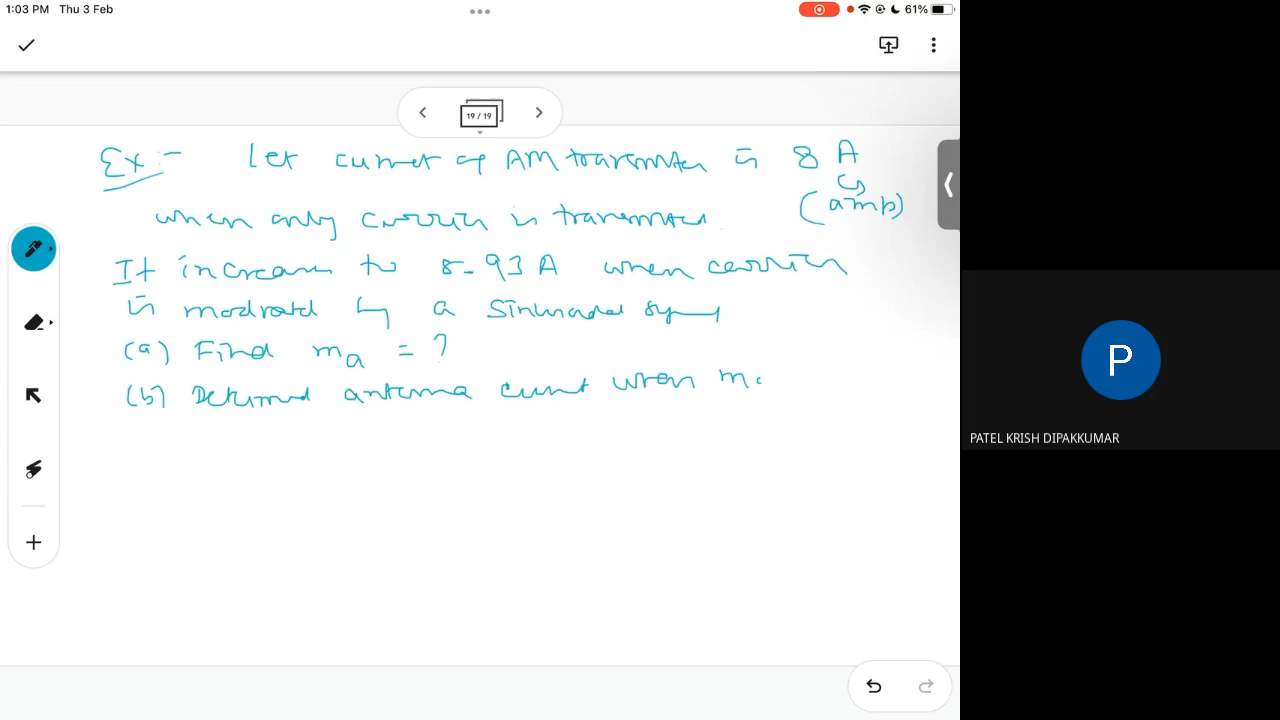 1:03 PM Thu 3 Feb
61%
19 / 19
Ex:- Let current of AM transmitter is 8 A
(amp)
when only carrier is transmitted.
It increases to 8.93 A when carrier
is modulated by a sinusoidal
(a) Find ma = ?
(b) antenna current when m
P
PATEL KRISH DIPAKKUMAR